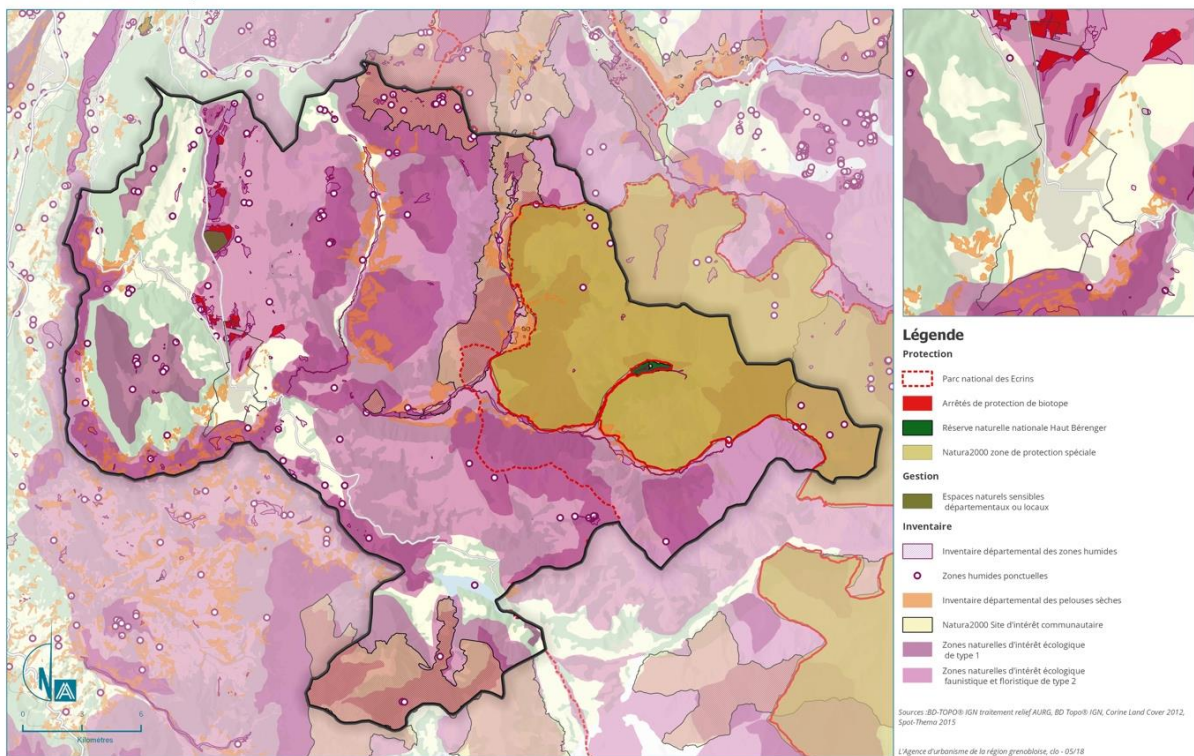 Légende
Protection
Parc national des Ecrins
Arrêtés de protection de biotope
Réserve naturelle nationale Haut Bérenger
Natura2000 zone de protection spéciale
Gestion
Espaces naturels sensibles
départementaux ou locaux
Inventaire
Inventaire départemental des zones humides
Zones humides ponctuelles
Inventaire départemental des pelouses sèches
Natura2000 Site d'intérêt communautaire
Zones naturelles d'intérêt écologique
de type 1
Zones naturelles d'intérêt écologique
faunistique et floristique de type 2
Sources :BD-TOPO® IGN traitement relief AURG, BD Topo® IGN, Corine Land Cover 2012,
Spot-Thema 2015
L'Agence d'urbanisme de la région grenobloise, clo - 05/18
N
0 3 6
Kilomètres